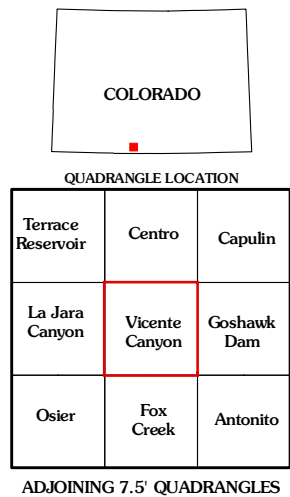 COLORADO
QUADRANGLE LOCATION
Terrace
Reservoir
Centro
Capulin
La Jara
Canyon
Vicente
Canyon
Goshawk
Dam
Osier
Fox
Creek
Antonito
ADJOINING 7.5' QUADRANGLES